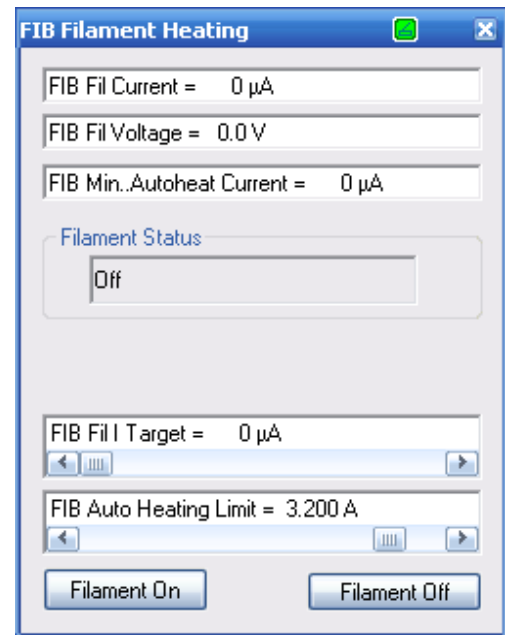 FIB Filament Heating
FIB Fil Current = 0 µA
FIB Fil Voltage = 0.0 V
FIB Min..Autoheat Current = 0 µA
Filament Status
Off
FIB Fil I Target = 0 µA
FIB Auto Heating Limit = 3.200 A
Filament On Filament Off